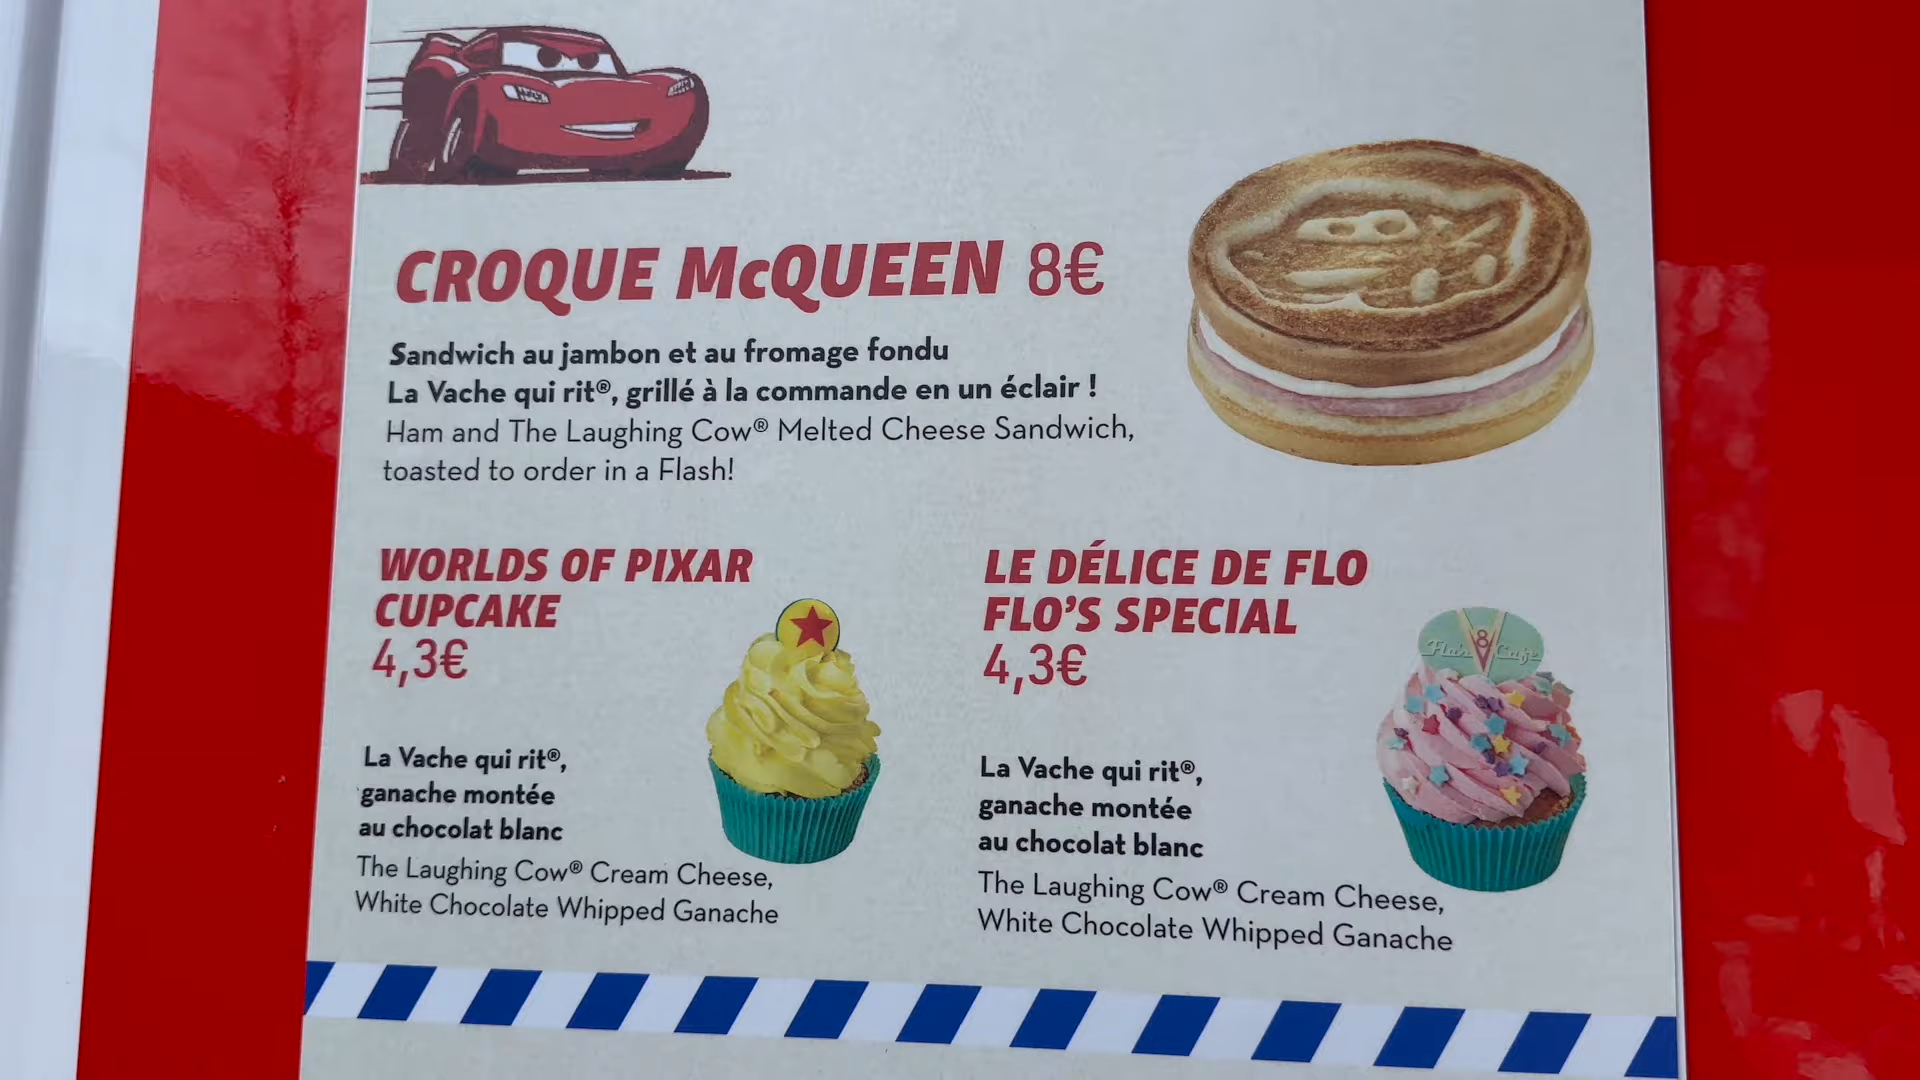 CROQUE McQUEEN 8€
Sandwich au jambon et au fromage fondu
La Vache qui rit®, grillé à la commande en un éclair !
Ham and The Laughing Cow® Melted Cheese Sandwich,
toasted to order in a Flash!
WORLDS OF PIXAR
CUPCAKE
4,3€
La Vache qui rit®,
ganache montée
au chocolat blanc
The Laughing Cow® Cream Cheese,
White Chocolate Whipped Ganache
LE DÉLICE DE FLO
FLO'S SPECIAL
4,3€
Flo's V8 Cafe
La Vache qui rit®,
ganache montée
au chocolat blanc
The Laughing Cow® Cream Cheese,
White Chocolate Whipped Ganache